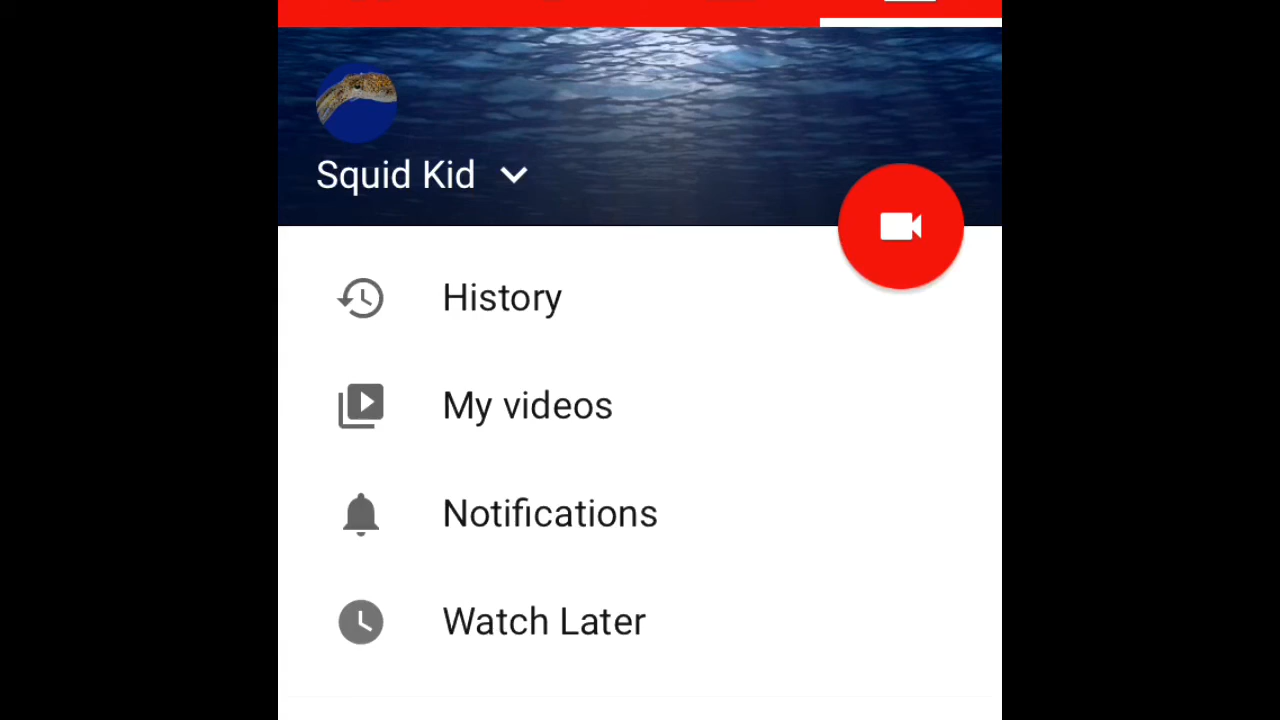 Squid Kid
History
My videos
Notifications
Watch Later